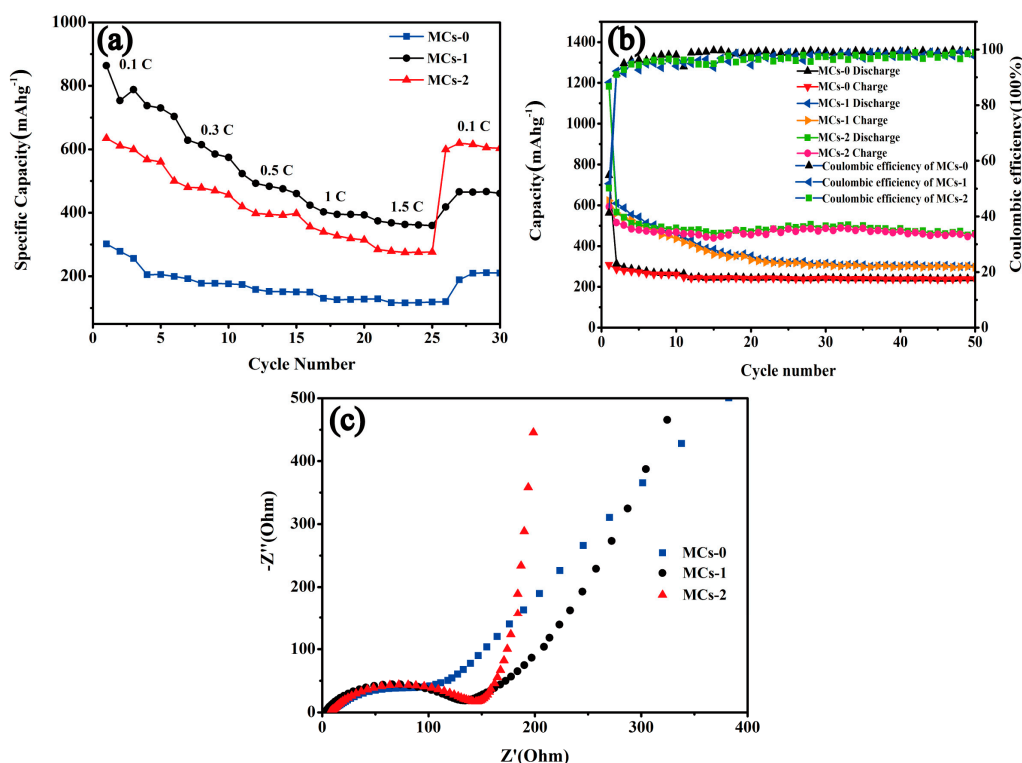 (a)
MCs-0
MCs-1
MCs-2
0.1 C
0.3 C
0.5 C
1 C
1.5 C
0.1 C
1000
800
600
400
200
0 5 10 15 20 25 30
Specific Capacity(mAhg⁻¹)
Cycle Number
(b)
1400
1200
1000
800
600
400
200
0
100
80
60
40
20
0
0 10 20 30 40 50
MCs-0 Discharge
MCs-0 Charge
MCs-1 Discharge
MCs-1 Charge
MCs-2 Discharge
MCs-2 Charge
Coulombic efficiency of MCs-0
Coulombic efficiency of MCs-1
Coulombic efficiency of MCs-2
Capacity(mAhg⁻¹)
Coulombic efficiency(100%)
Cycle number
(c)
500
400
300
200
100
0
0 100 200 300 400
MCs-0
MCs-1
MCs-2
-Z''(Ohm)
Z'(Ohm)